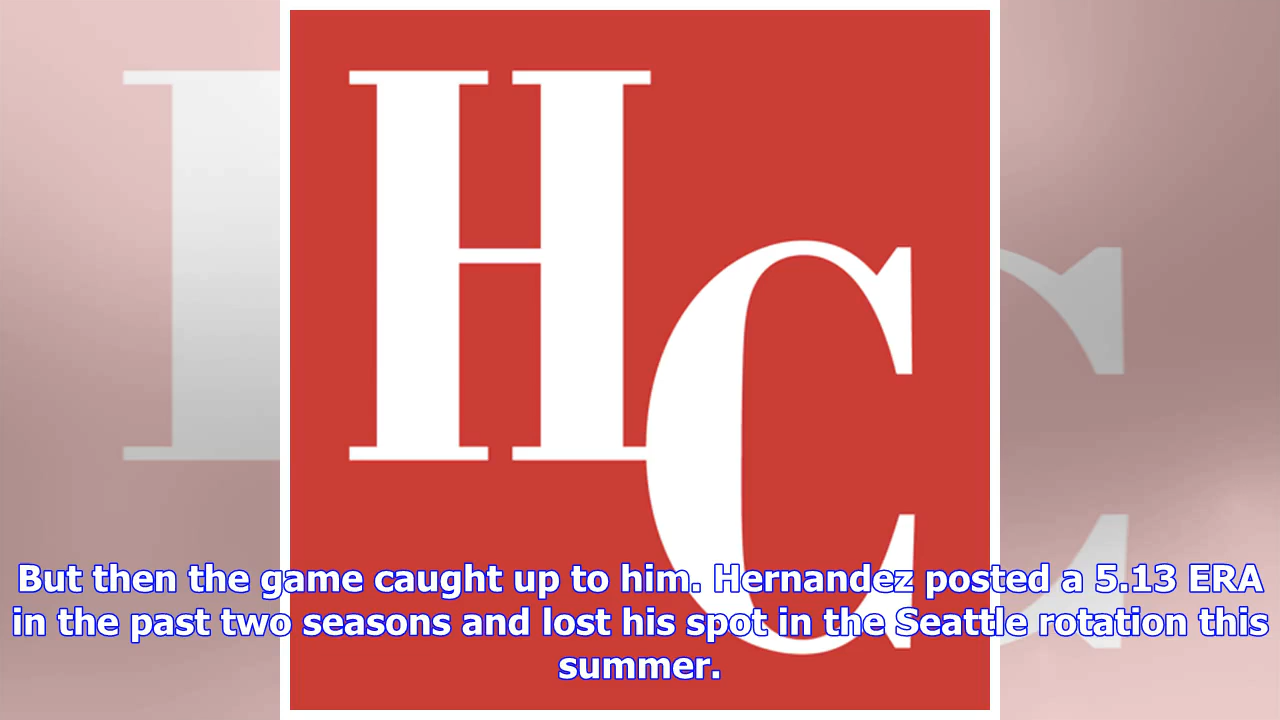 HC
But then the game caught up to him. Hernandez posted a 5.13 ERA
in the past two seasons and lost his spot in the Seattle rotation this
summer.